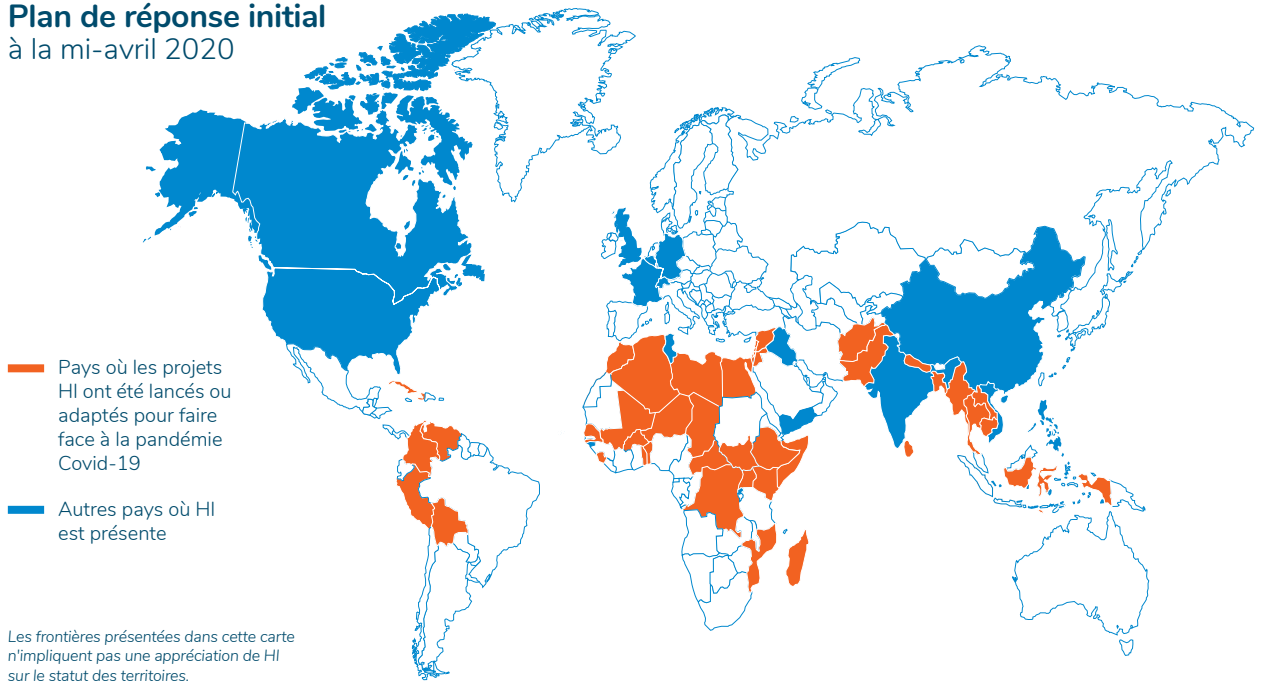 Plan de réponse initial
à la mi-avril 2020
Pays où les projets
HI ont été lancés ou
adaptés pour faire
face à la pandémie
Covid-19
Autres pays où HI
est présente
Les frontières présentées dans cette carte
n'impliquent pas une appréciation de HI
sur le statut des territoires.